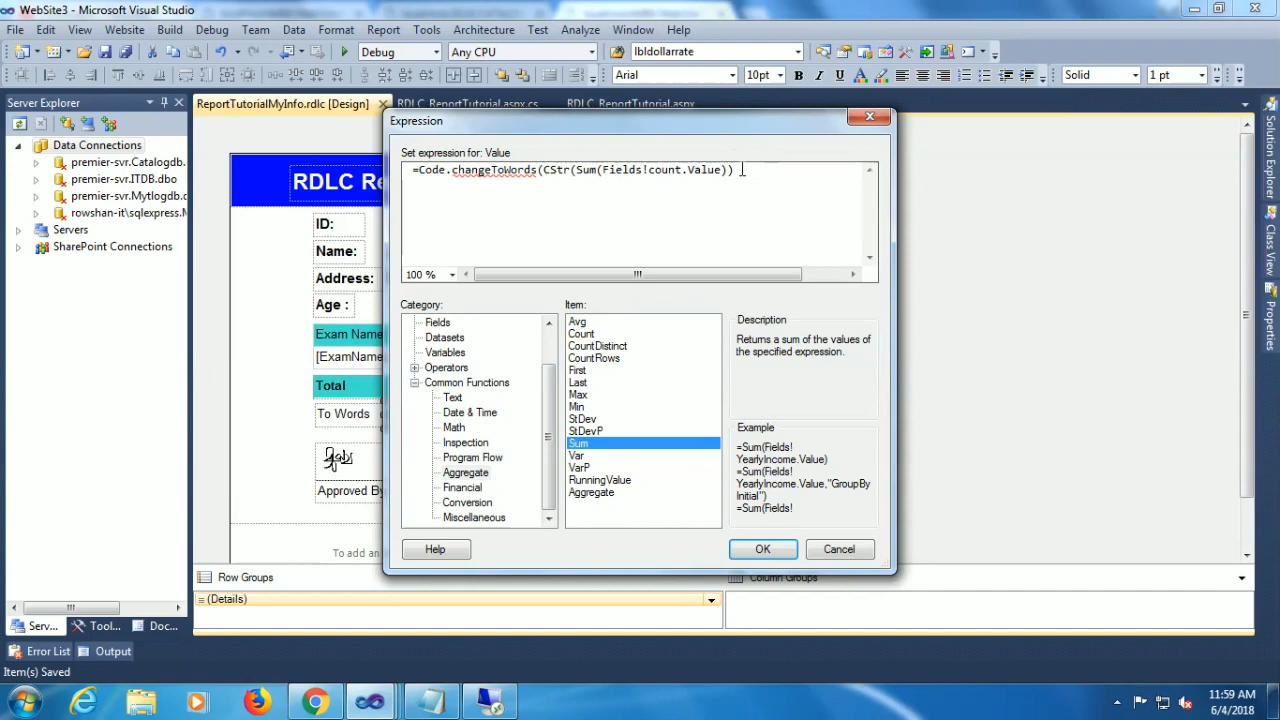 WebSite3 - Microsoft Visual Studio
File Edit View Website Build Debug Team Data Format Report Tools Architecture Test Analyze Window Help
Debug Any CPU lbldollarrate
Arial 10pt B I U A Solid 1 pt
Server Explorer
ReportTutorialMyInfo.rdlc [Design] RDLC_ReportTutorial.aspx.cs RDLC_ReportTutorial.aspx
Data Connections
premier-svr.Catalogdb.
premier-svr.ITDB.dbo
premier-svr.Mytlogdb.
rowshan-it\sqlexpress.M
Servers
SharePoint Connections
RDLC Re
ID:
Name:
Address:
Age :
Exam Name
[ExamName
Total
To Words
Approved By
To add an
Expression
Set expression for: Value
=Code.changeToWords(CStr(Sum(Fields!count.Value))
100 %
Category:
Fields
Datasets
Variables
Operators
Common Functions
Text
Date & Time
Math
Inspection
Program Flow
Aggregate
Financial
Conversion
Miscellaneous
Item:
Avg
Count
CountDistinct
CountRows
First
Last
Max
Min
StDev
StDevP
Sum
Var
VarP
RunningValue
Aggregate
Description
Returns a sum of the values of
the specified expression.
Example
=Sum(Fields!
YearlyIncome.Value)
=Sum(Fields!
YearlyIncome.Value,"GroupBy
Initial")
=Sum(Fields!
Help OK Cancel
Row Groups Column Groups
(Details)
Serv... Tool... Doc...
Error List Output
Item(s) Saved
Solution Explorer
Class View
Properties
11:59 AM
6/4/2018